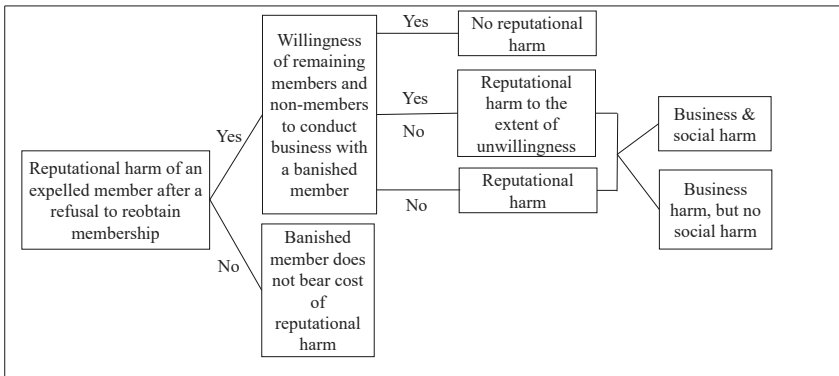 Reputational harm of an
expelled member after a
refusal to reobtain
membership
Yes
No
Willingness
of remaining
members and
non-members
to conduct
business with
a banished
member
Banished
member does
not bear cost
of
reputational
harm
Yes
Yes
No
No
No reputational
harm
Reputational
harm to the
extent of
unwillingness
Reputational
harm
Business &
social harm
Business
harm, but no
social harm